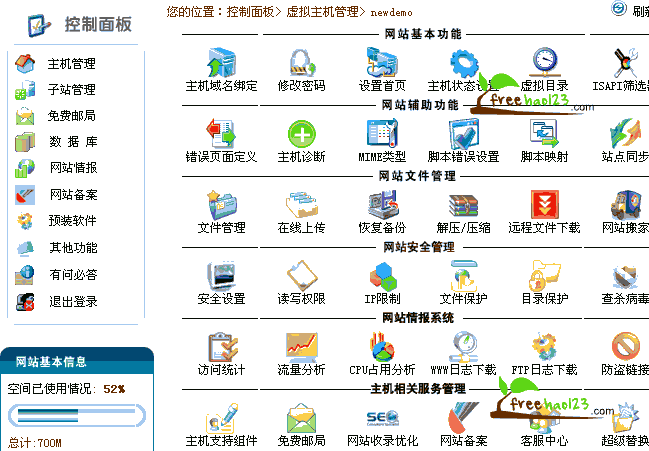 控制面板
您的位置：控制面板> 虚拟主机管理> newdemo
主机管理
子站管理
免费邮局
数 据 库
网站情报
网站备案
预装软件
其他功能
有问必答
退出登录
网站基本信息
空间已使用情况: 52%
总计:700M
网站基本功能
主机域名绑定 修改密码 设置首页 主机状态设置 虚拟目录 ISAPI筛选
freehao123.com
网站辅助功能
错误页面定义 主机诊断 MIME类型 脚本错误设置 脚本映射 站点同步
网站文件管理
文件管理 在线上传 恢复备份 解压/压缩 远程文件下载 网站搬家
网站安全管理
安全设置 读写权限 IP限制 文件保护 目录保护 查杀病毒
网站情报系统
访问统计 流量分析 CPU占用分析 WWW日志下载 FTP日志下载 防盗链接
主机相关服务管理
freehao123.com
SEO
主机支持组件 免费邮局 网站收录优化 网站备案 客服中心 超级替换